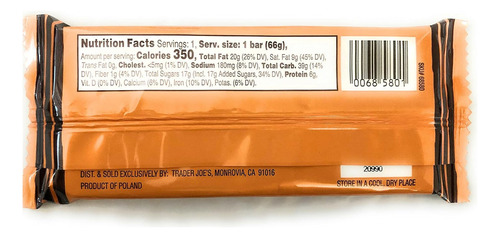 Nutrition Facts Servings: 1, Serv. size: 1 bar (66g),
Amount per serving: Calories 350, Total Fat 20g (26% DV), Sat. Fat 9g (45% DV),
Trans Fat 0g, Cholest. <5mg (1% DV), Sodium 180mg (8% DV), Total Carb. 39g (14%
DV), Fiber 1g (4% DV), Total Sugars 17g (Incl. 17g Added Sugars, 34% DV), Protein 6g,
Vit. D (0% DV), Calcium (6% DV), Iron (10% DV), Potas. (6% DV).
0068 5801
DIST. & SOLD EXCLUSIVELY BY: TRADER JOE'S, MONROVIA, CA 91016
PRODUCT OF POLAND
20990
STORE IN A COOL, DRY PLACE